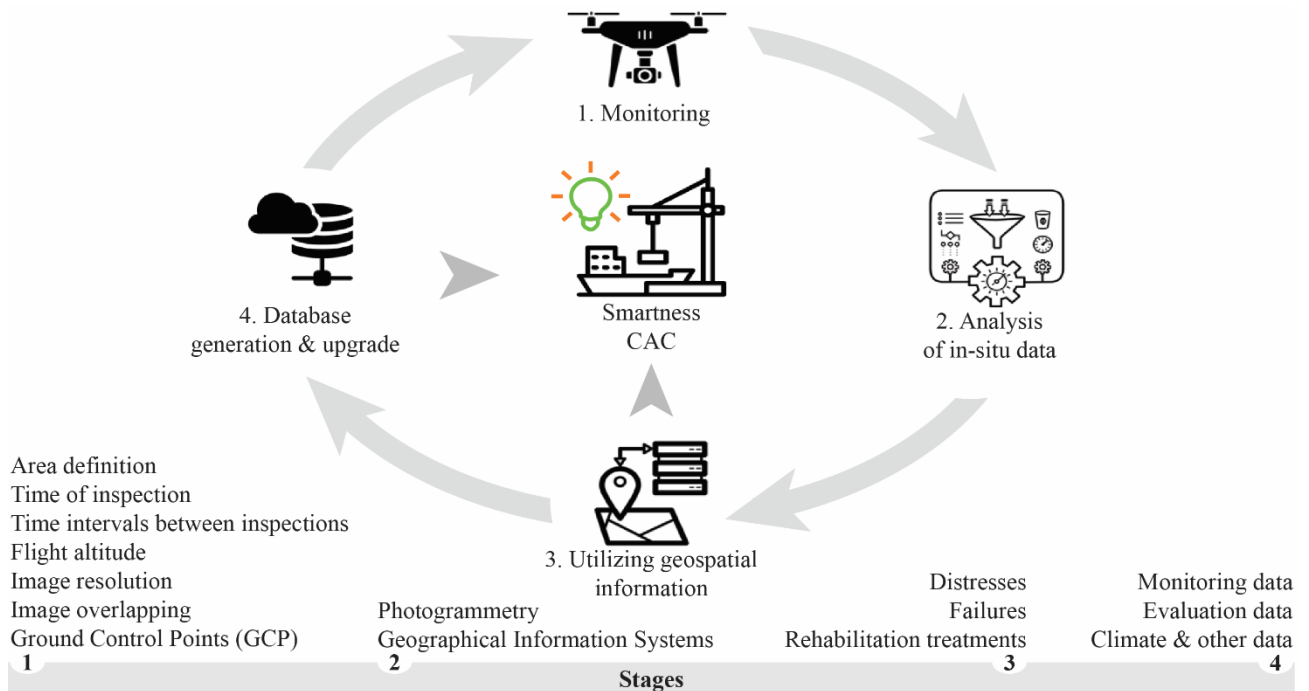 1. Monitoring
Smartness
CAC
4. Database
generation & upgrade
2. Analysis
of in-situ data
3. Utilizing geospatial
information
Area definition
Time of inspection
Time intervals between inspections
Flight altitude
Image resolution
Image overlapping
Ground Control Points (GCP)
1
Photogrammetry
Geographical Information Systems
2
Distresses
Failures
Rehabilitation treatments
3
Monitoring data
Evaluation data
Climate & other data
4
Stages